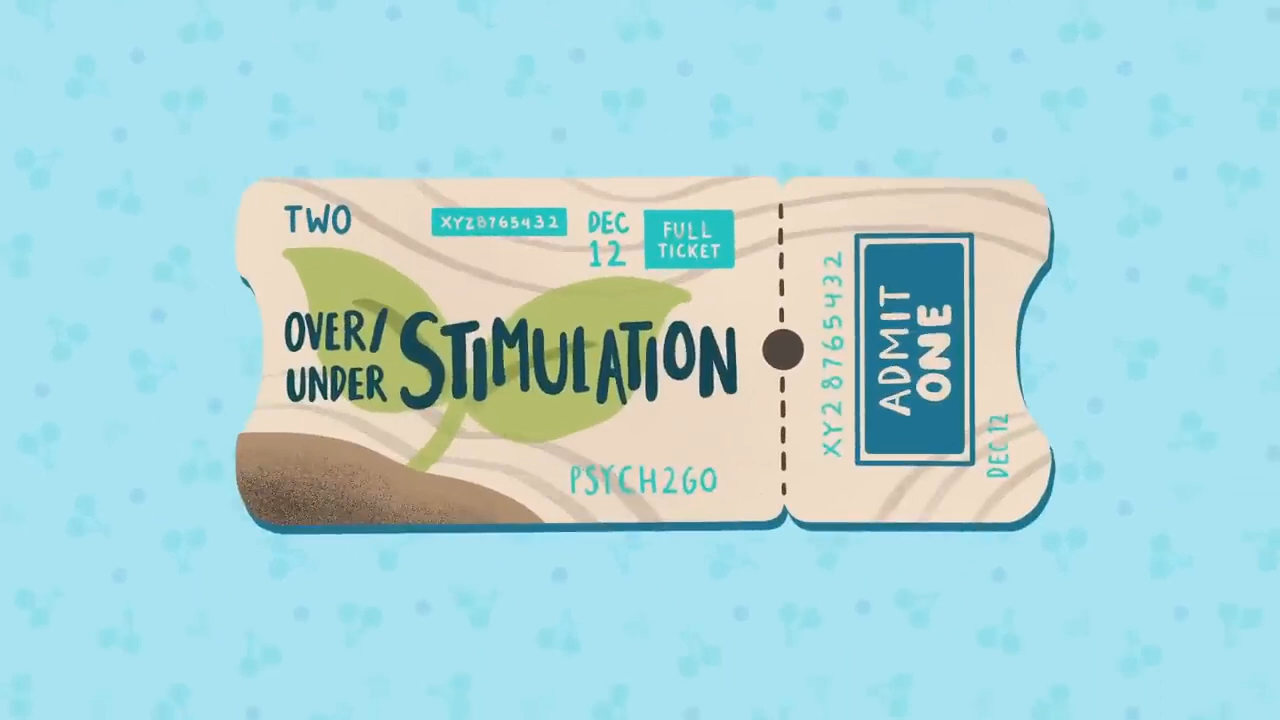 TWO
XYZ8765432
DEC
12
FULL
TICKET
OVER/
UNDER
STIMULATION
PSYCH2GO
XYZ8765432
ADMIT
ONE
DEC 12